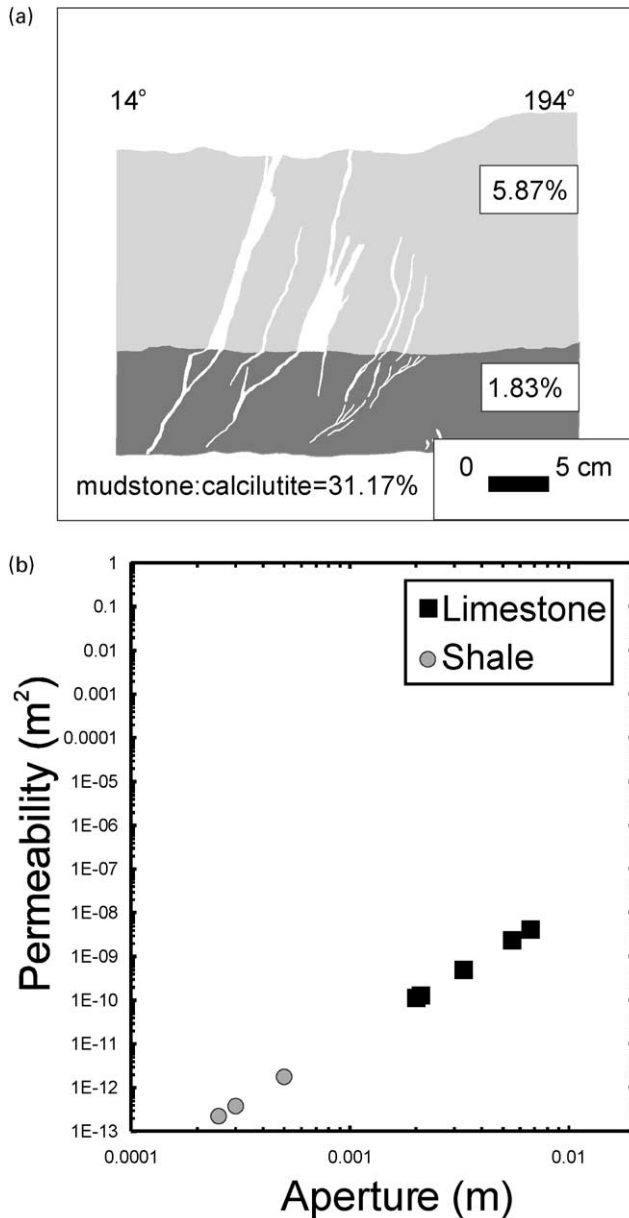 (a)
14° 194°
5.87%
1.83%
mudstone:calcilutite=31.17%
0 5 cm
(b)
1
0.1
0.01
0.001
0.0001
1E-05
1E-06
1E-07
1E-08
1E-09
1E-10
1E-11
1E-12
1E-13
Permeability (m²)
Limestone
Shale
0.0001 0.001 0.01
Aperture (m)